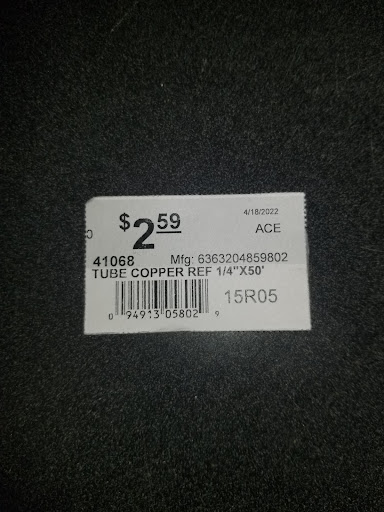 4/18/2022
$2.59
ACE
41068 Mfg: 6363204859802
TUBE COPPER REF 1/4"X50'
15R05
0 94913 05802 9